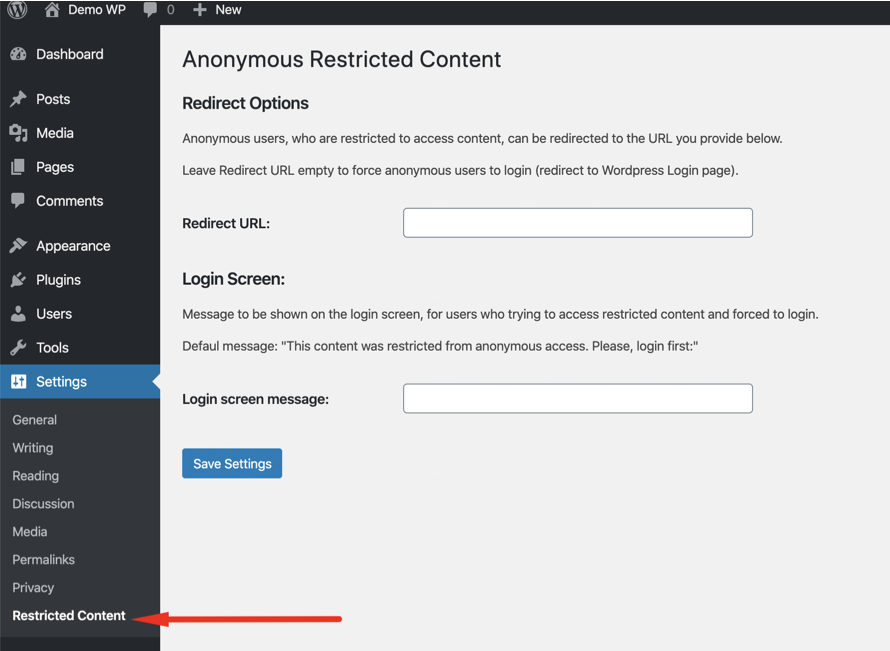 Demo WP 0 New
Dashboard
Posts
Media
Pages
Comments
Appearance
Plugins
Users
Tools
Settings
General
Writing
Reading
Discussion
Media
Permalinks
Privacy
Restricted Content
Anonymous Restricted Content
Redirect Options
Anonymous users, who are restricted to access content, can be redirected to the URL you provide below.
Leave Redirect URL empty to force anonymous users to login (redirect to Wordpress Login page).
Redirect URL:
Login Screen:
Message to be shown on the login screen, for users who trying to access restricted content and forced to login.
Defaul message: "This content was restricted from anonymous access. Please, login first:"
Login screen message:
Save Settings